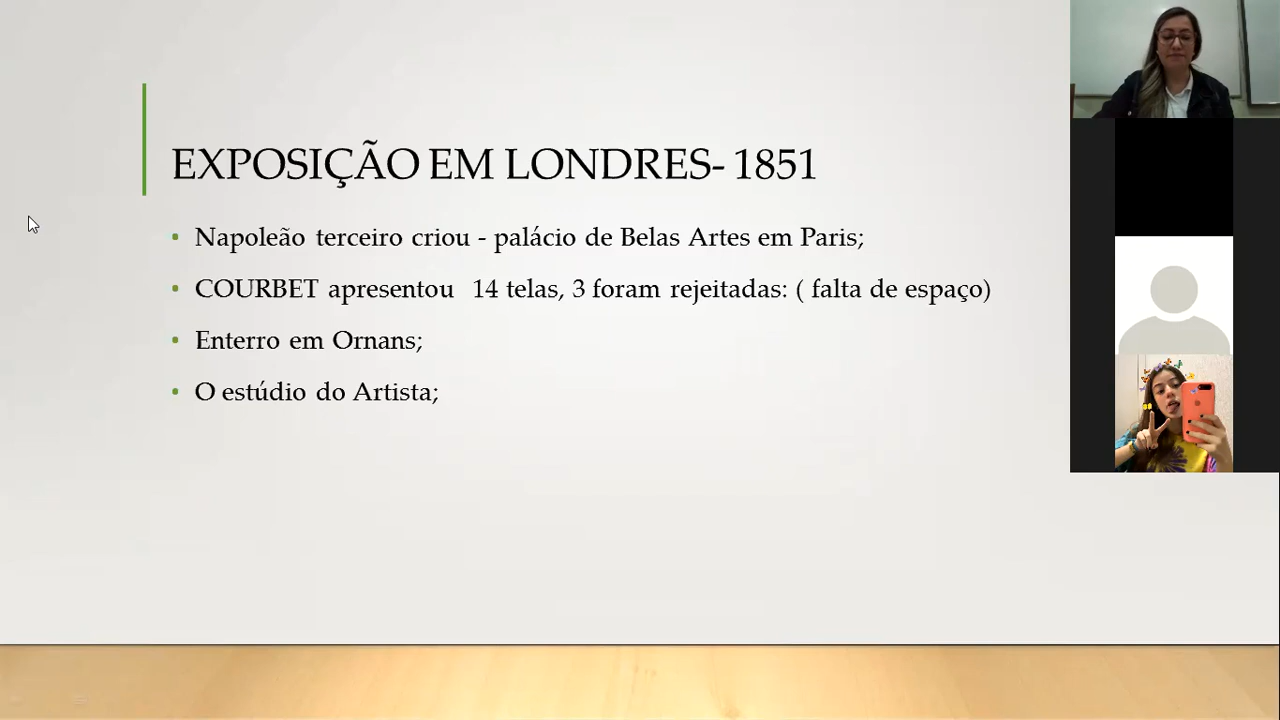 EXPOSIÇÃO EM LONDRES- 1851
• Napoleão terceiro criou - palácio de Belas Artes em Paris;
• COURBET apresentou 14 telas, 3 foram rejeitadas: ( falta de espaço)
• Enterro em Ornans;
• O estúdio do Artista;